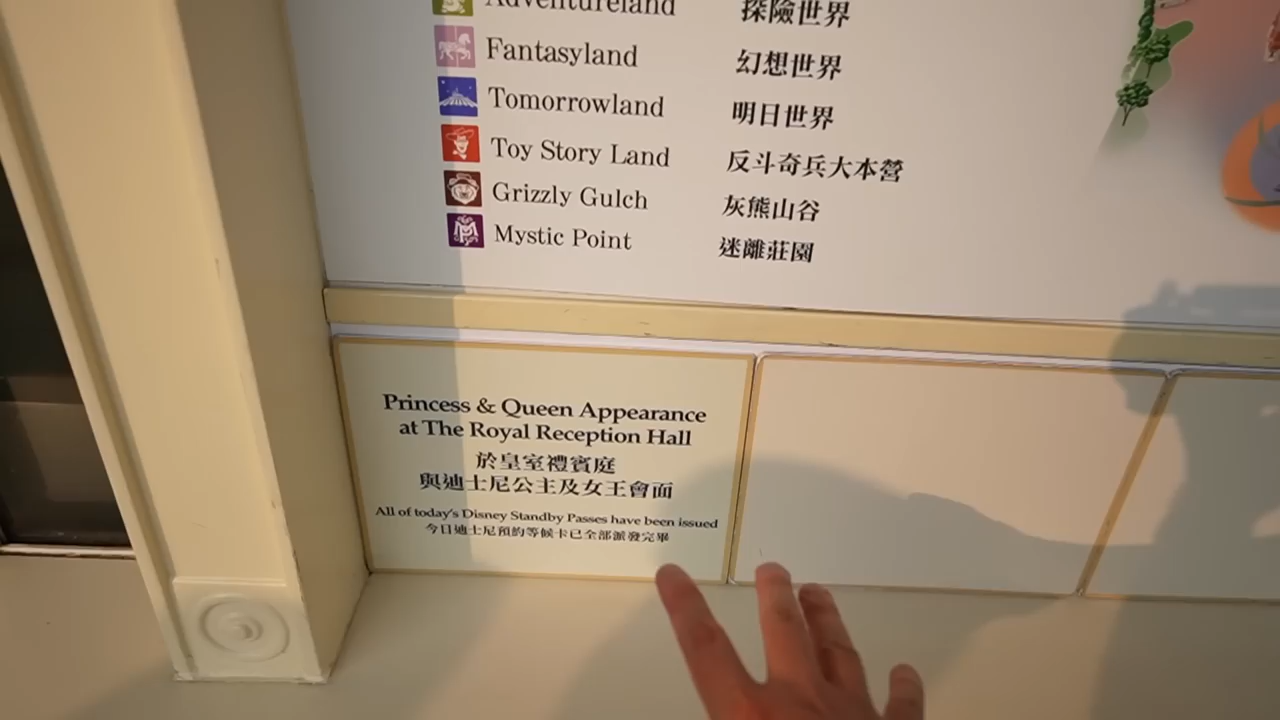 Adventureland 探險世界
Fantasyland 幻想世界
Tomorrowland 明日世界
Toy Story Land 反斗奇兵大本營
Grizzly Gulch 灰熊山谷
Mystic Point 迷離莊園
Princess & Queen Appearance
at The Royal Reception Hall
於皇室禮賓庭
與迪士尼公主及女王會面
All of today's Disney Standby Passes have been issued
今日迪士尼預約等候卡已全部派發完畢